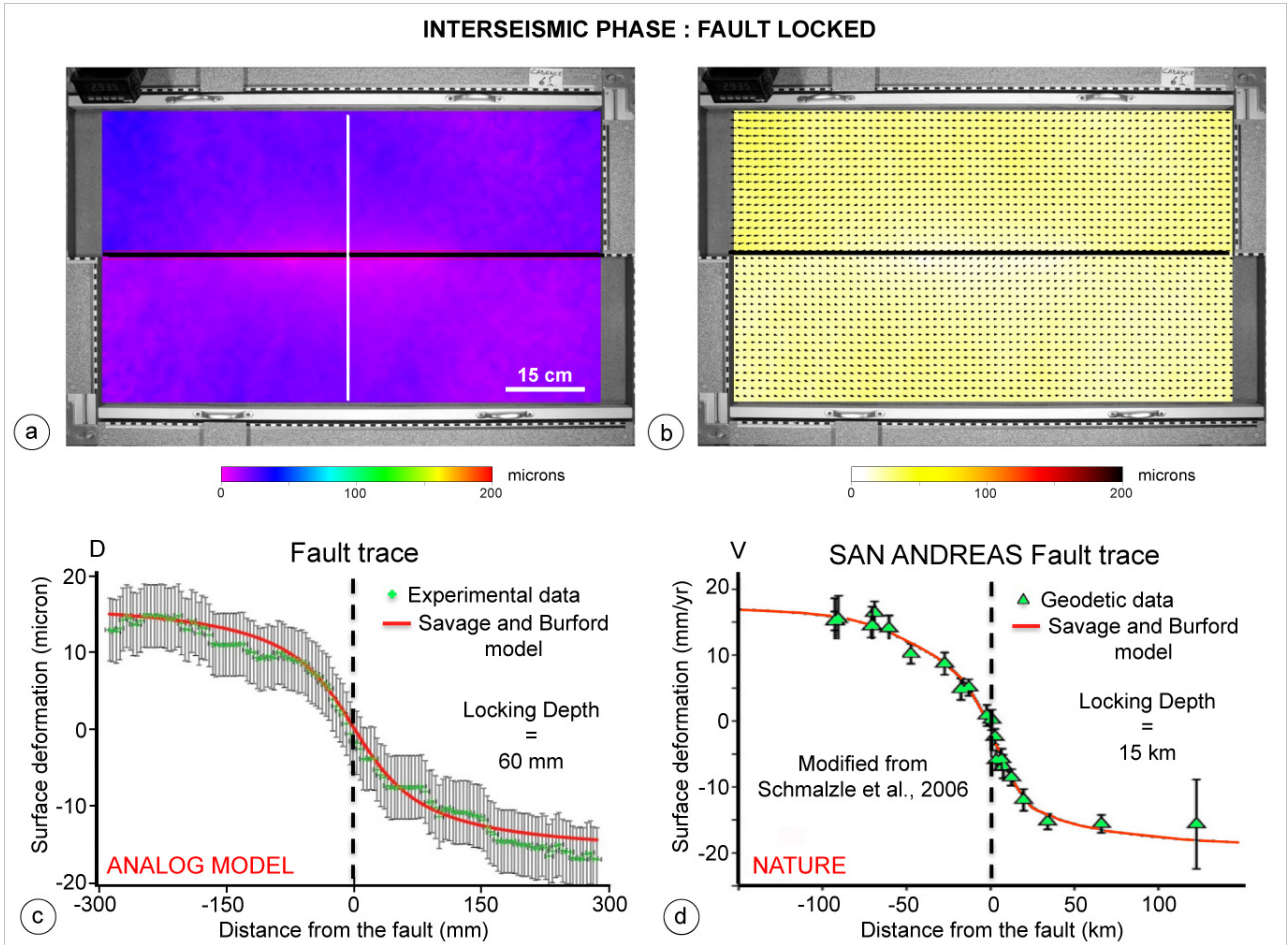 INTERSEISMIC PHASE : FAULT LOCKED
CADENCE
65
CADENCE
65
15 cm
a
b
microns
0 100 200
microns
0 100 200
D
Fault trace
Experimental data
Savage and Burford
model
Locking Depth
=
60 mm
ANALOG MODEL
Surface deformation (micron)
20
10
0
-10
-20
-300 -150 0 150 300
Distance from the fault (mm)
c
V
SAN ANDREAS Fault trace
Geodetic data
Savage and Burford
model
Locking Depth
=
15 km
Modified from
Schmalzle et al., 2006
NATURE
Surface deformation (mm/yr)
20
10
0
-10
-20
-100 -50 0 50 100
Distance from the fault (km)
d